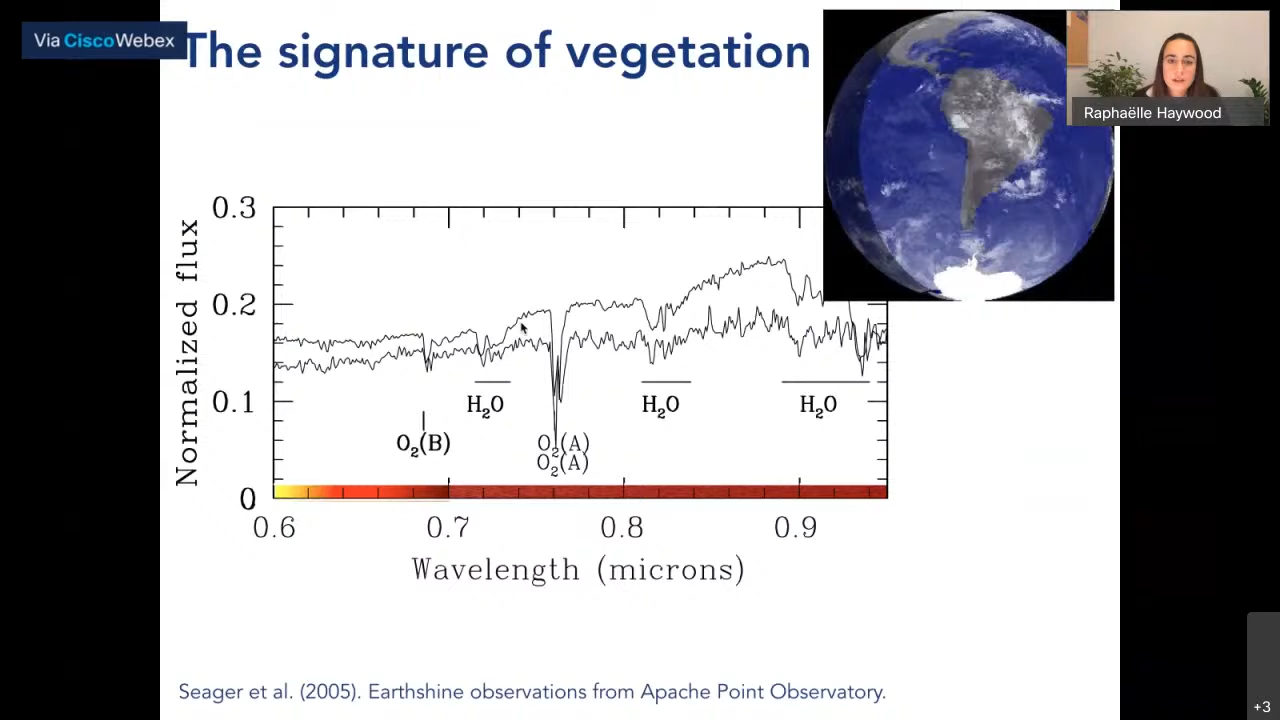 Via CiscoWebex
The signature of vegetation
Raphaëlle Haywood
0.3
0.2
0.1
0
Normalized flux
H₂O
H₂O
H₂O
O₂(B)
O₂(A)
O₂(A)
0.6
0.7
0.8
0.9
Wavelength (microns)
Seager et al. (2005). Earthshine observations from Apache Point Observatory.
+3